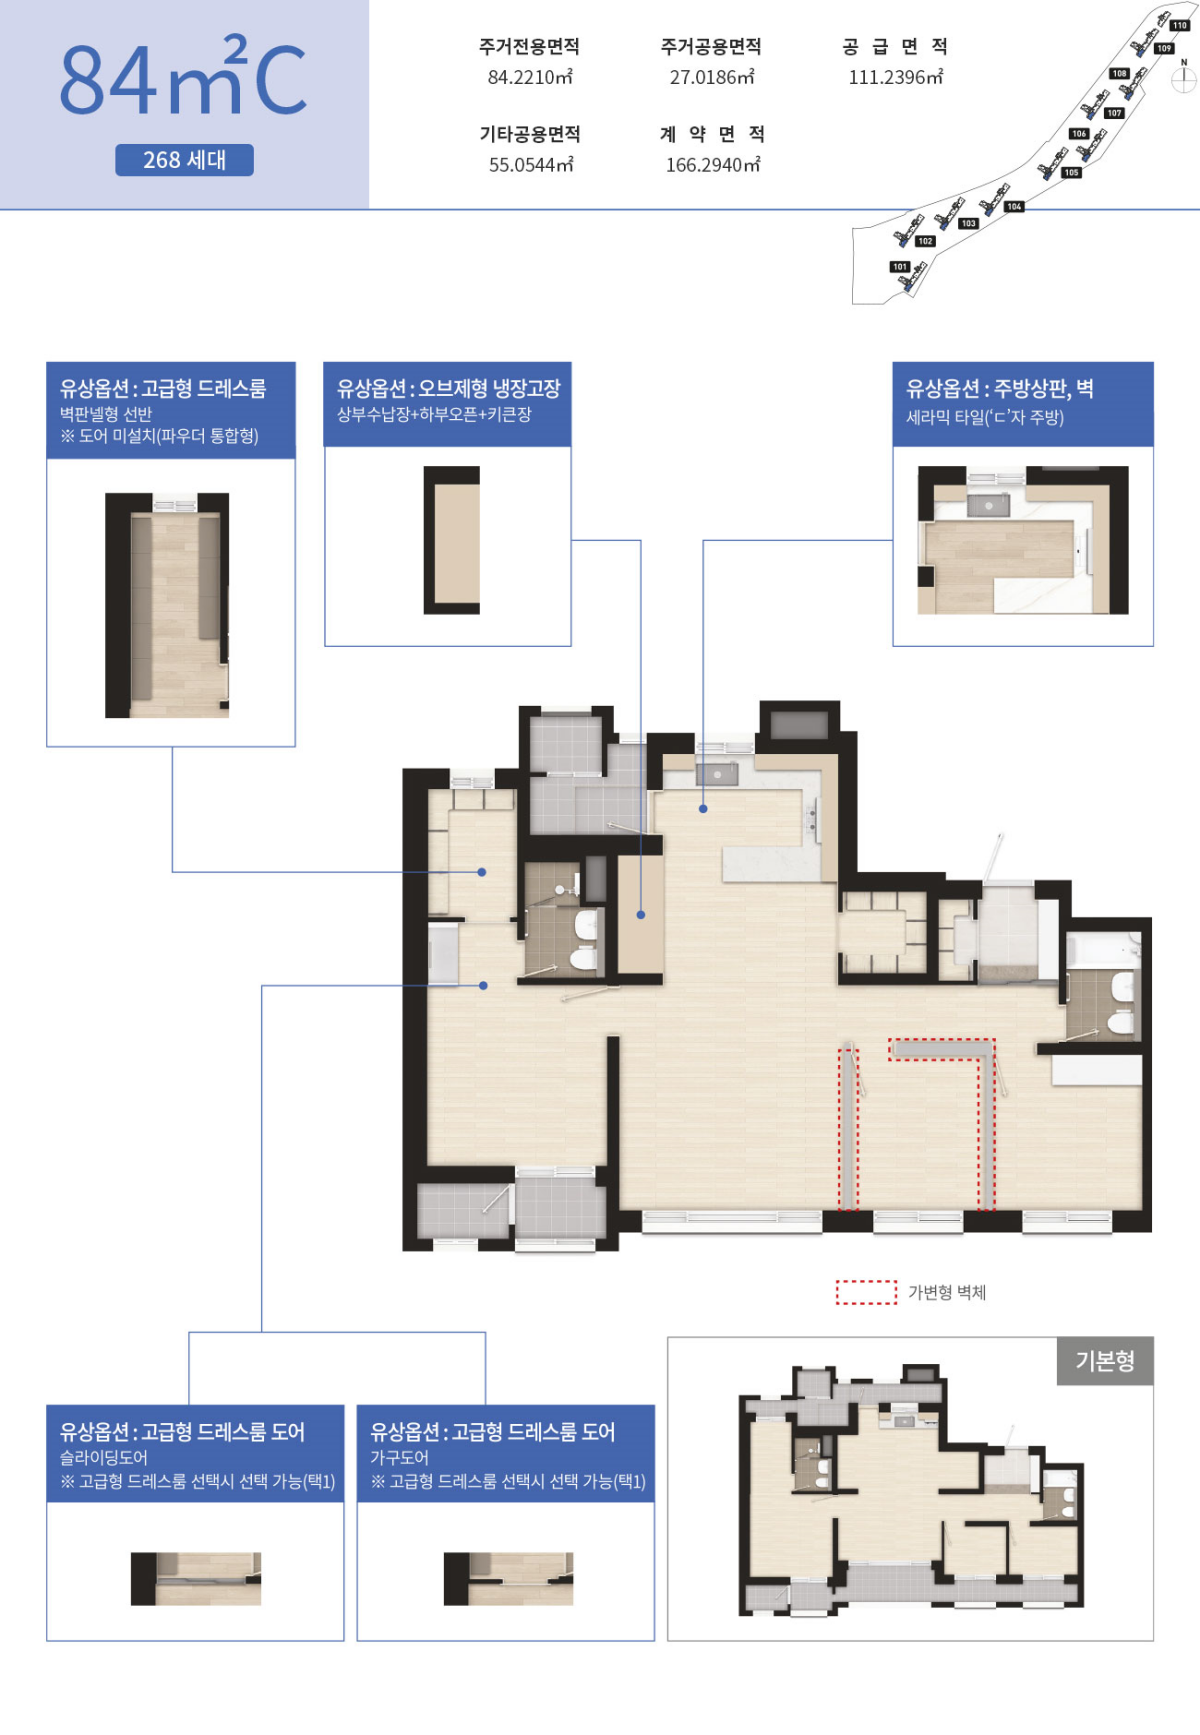 84㎡C
268 세대
주거전용면적
84.2210㎡
주거공용면적
27.0186㎡
공 급 면 적
111.2396㎡
기타공용면적
55.0544㎡
계 약 면 적
166.2940㎡
110
109
N
108
107
106
105
104
103
102
101
유상옵션 : 고급형 드레스룸
벽판넬형 선반
※ 도어 미설치(파우더 통합형)
유상옵션 : 오브제형 냉장고장
상부수납장+하부오픈+키큰장
유상옵션 : 주방상판, 벽
세라믹 타일(‘ㄷ’자 주방)
가변형 벽체
기본형
유상옵션 : 고급형 드레스룸 도어
슬라이딩도어
※ 고급형 드레스룸 선택시 선택 가능(택1)
유상옵션 : 고급형 드레스룸 도어
가구도어
※ 고급형 드레스룸 선택시 선택 가능(택1)